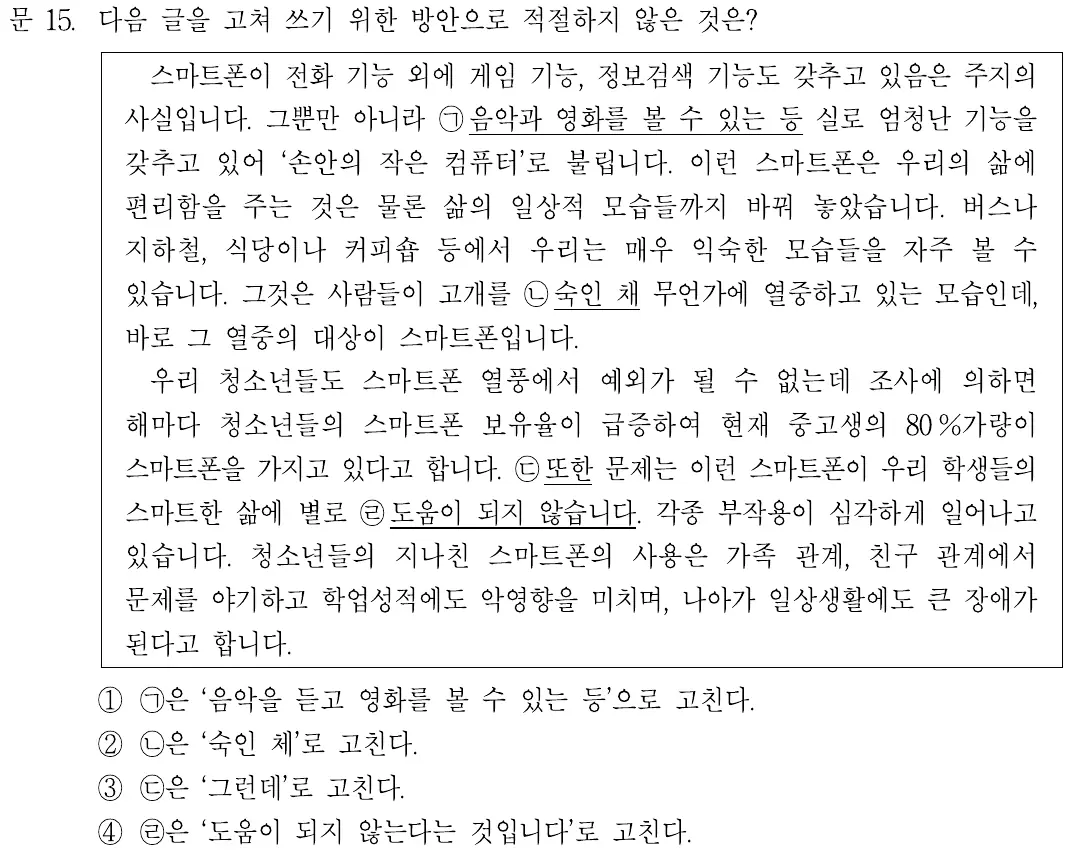 문 15. 다음 글을 고쳐 쓰기 위한 방안으로 적절하지 않은 것은?
스마트폰이 전화 기능 외에 게임 기능, 정보검색 기능도 갖추고 있음은 주지의
사실입니다. 그뿐만 아니라 ㉠음악과 영화를 볼 수 있는 등 실로 엄청난 기능을
갖추고 있어 ‘손안의 작은 컴퓨터’로 불립니다. 이런 스마트폰은 우리의 삶에
편리함을 주는 것은 물론 삶의 일상적 모습들까지 바꿔 놓았습니다. 버스나
지하철, 식당이나 커피숍 등에서 우리는 매우 익숙한 모습들을 자주 볼 수
있습니다. 그것은 사람들이 고개를 ㉡숙인 채 무언가에 열중하고 있는 모습인데,
바로 그 열중의 대상이 스마트폰입니다.
우리 청소년들도 스마트폰 열풍에서 예외가 될 수 없는데 조사에 의하면
해마다 청소년들의 스마트폰 보유율이 급증하여 현재 중고생의 80 %가량이
스마트폰을 가지고 있다고 합니다. ㉢또한 문제는 이런 스마트폰이 우리 학생들의
스마트한 삶에 별로 ㉣도움이 되지 않습니다. 각종 부작용이 심각하게 일어나고
있습니다. 청소년들의 지나친 스마트폰의 사용은 가족 관계, 친구 관계에서
문제를 야기하고 학업성적에도 악영향을 미치며, 나아가 일상생활에도 큰 장애가
된다고 합니다.
① ㉠은 ‘음악을 듣고 영화를 볼 수 있는 등’으로 고친다.
② ㉡은 ‘숙인 체’로 고친다.
③ ㉢은 ‘그런데’로 고친다.
④ ㉣은 ‘도움이 되지 않는다는 것입니다’로 고친다.